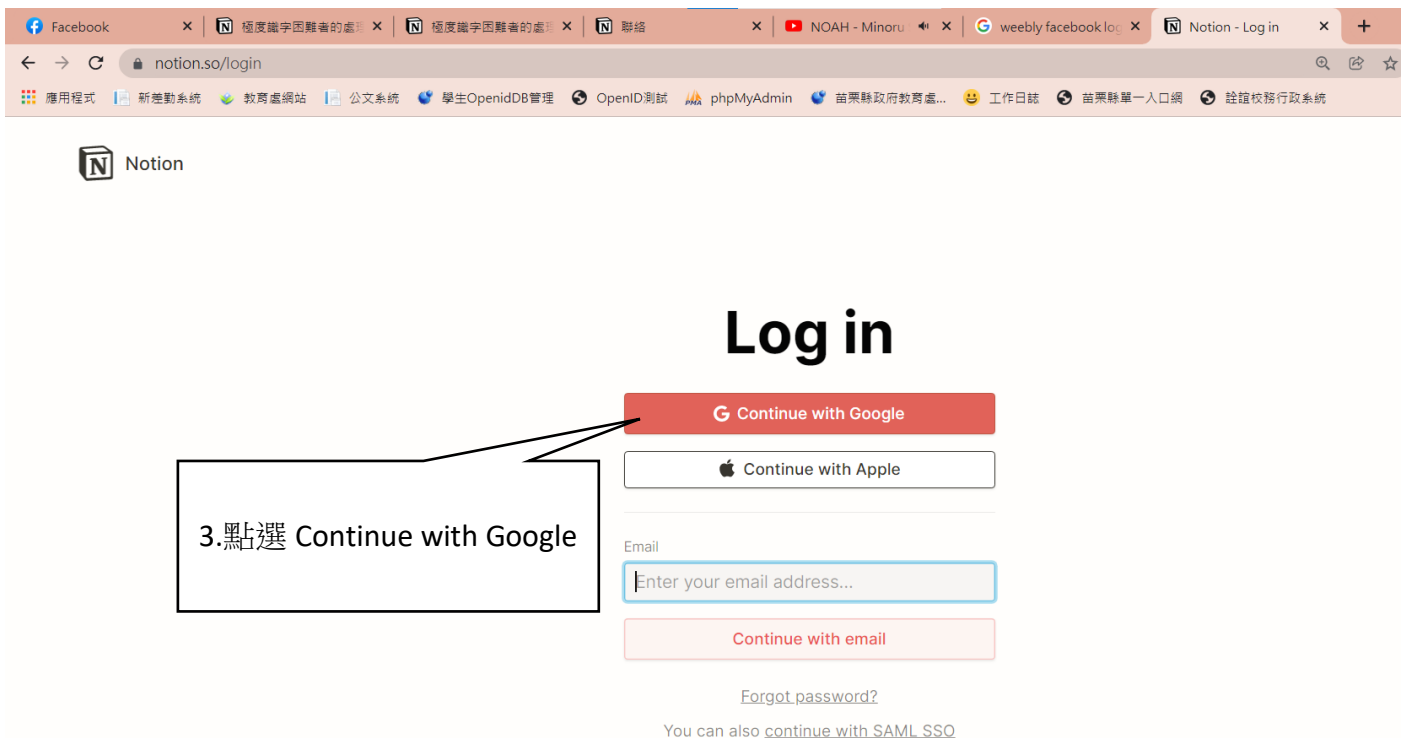 Facebook
極度識字困難者的處理
極度識字困難者的處理
聯絡
NOAH - Minoru
weebly facebook log
Notion - Log in
notion.so/login
應用程式
新差勤系統
教育處網站
公文系統
學生OpenidDB管理
OpenID測試
phpMyAdmin
苗栗縣政府教育處...
工作日誌
苗栗縣單一入口網
詮誼校務行政系統
Notion
Log in
Continue with Google
Continue with Apple
3.點選 Continue with Google
Email
Enter your email address...
Continue with email
Forgot password?
You can also continue with SAML SSO